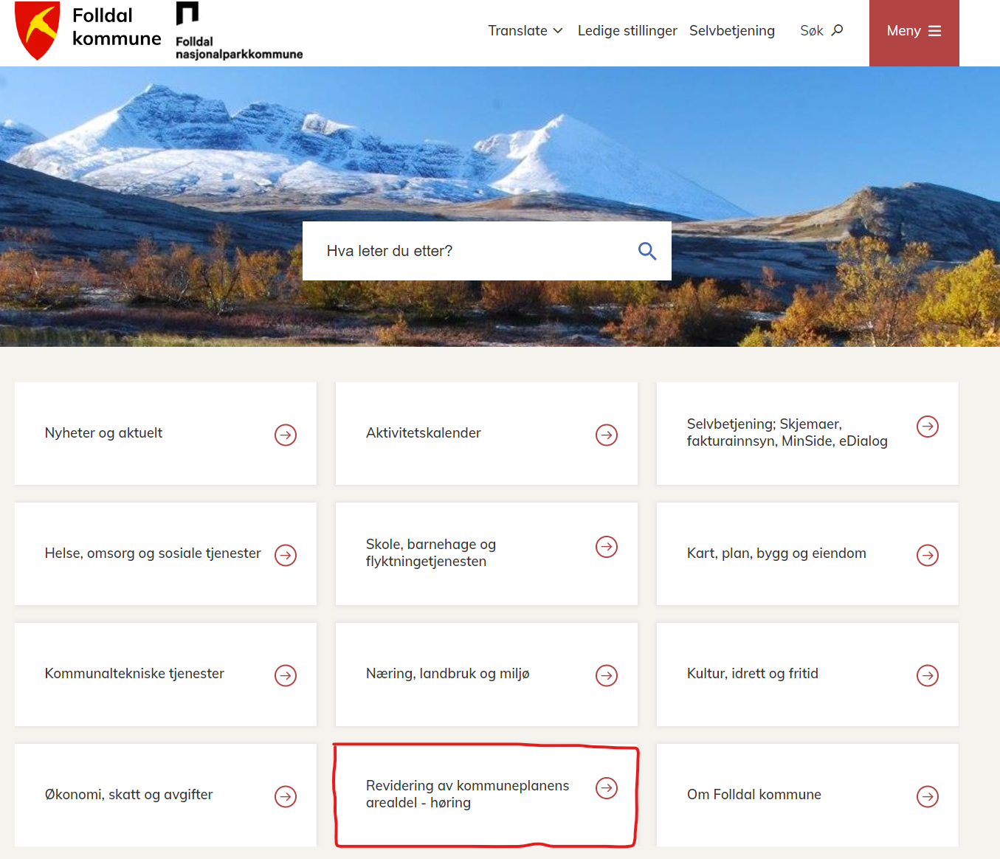 Folldal
kommune
Folldal
nasjonalparkkommune
Translate
Ledige stillinger
Selvbetjening
Søk
Meny
Hva leter du etter?
Nyheter og aktuelt
Aktivitetskalender
Selvbetjening; Skjemaer,
fakturainnsyn, MinSide, eDialog
Helse, omsorg og sosiale tjenester
Skole, barnehage og
flyktningetjenesten
Kart, plan, bygg og eiendom
Kommunaltekniske tjenester
Næring, landbruk og miljø
Kultur, idrett og fritid
Økonomi, skatt og avgifter
Revidering av kommuneplanens
arealdel - høring
Om Folldal kommune